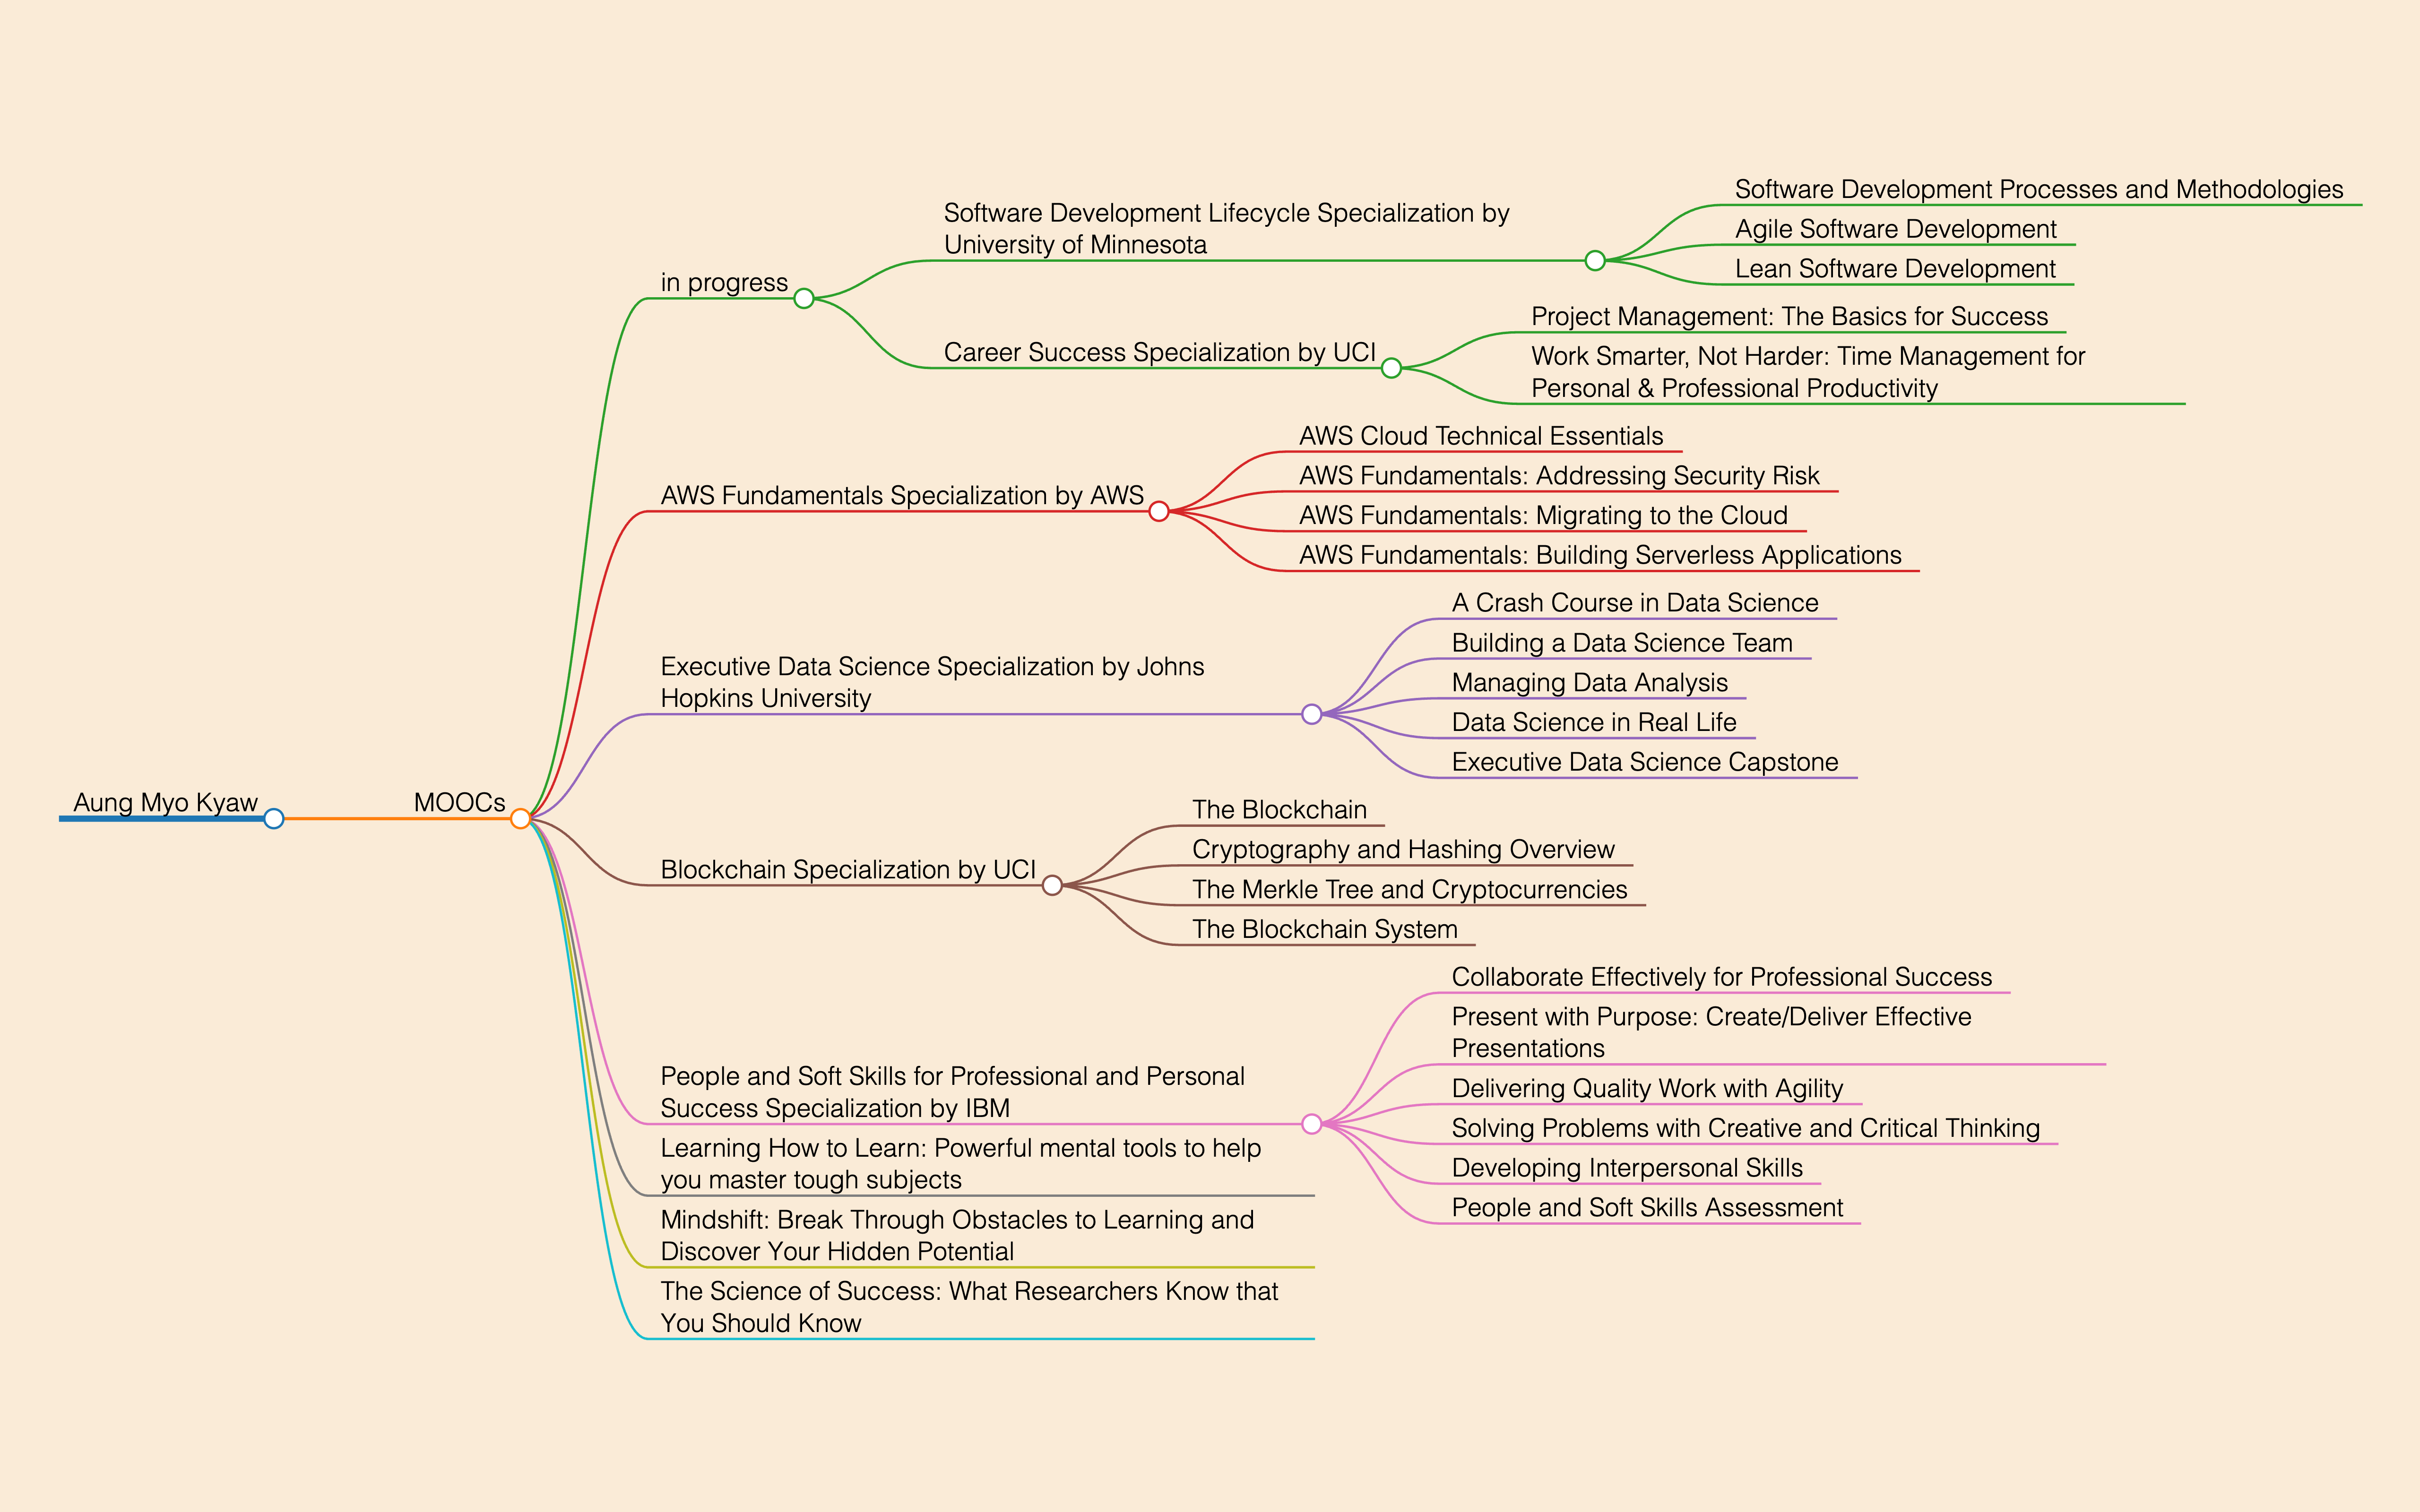 Aung Myo Kyaw
MOOCs
in progress
Software Development Lifecycle Specialization by
University of Minnesota
Software Development Processes and Methodologies
Agile Software Development
Lean Software Development
Career Success Specialization by UCI
Project Management: The Basics for Success
Work Smarter, Not Harder: Time Management for
Personal & Professional Productivity
AWS Fundamentals Specialization by AWS
AWS Cloud Technical Essentials
AWS Fundamentals: Addressing Security Risk
AWS Fundamentals: Migrating to the Cloud
AWS Fundamentals: Building Serverless Applications
Executive Data Science Specialization by Johns
Hopkins University
A Crash Course in Data Science
Building a Data Science Team
Managing Data Analysis
Data Science in Real Life
Executive Data Science Capstone
Blockchain Specialization by UCI
The Blockchain
Cryptography and Hashing Overview
The Merkle Tree and Cryptocurrencies
The Blockchain System
People and Soft Skills for Professional and Personal
Success Specialization by IBM
Collaborate Effectively for Professional Success
Present with Purpose: Create/Deliver Effective
Presentations
Delivering Quality Work with Agility
Solving Problems with Creative and Critical Thinking
Developing Interpersonal Skills
People and Soft Skills Assessment
Learning How to Learn: Powerful mental tools to help
you master tough subjects
Mindshift: Break Through Obstacles to Learning and
Discover Your Hidden Potential
The Science of Success: What Researchers Know that
You Should Know